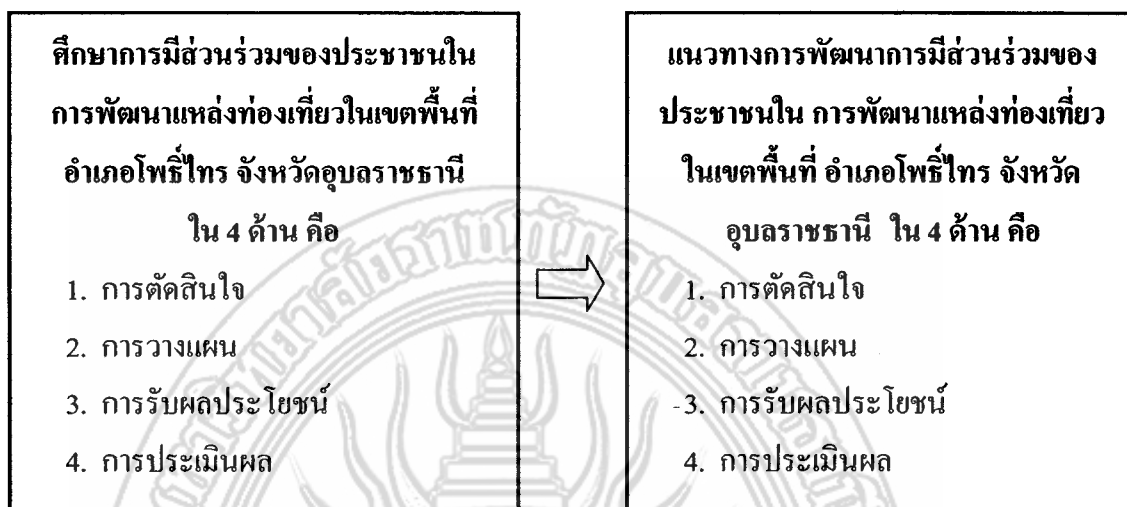 ศึกษาการมีส่วนร่วมของประชาชนใน
การพัฒนาแหล่งท่องเที่ยวในเขตพื้นที่
อำเภอโพธิ์ไทร จังหวัดอุบลราชธานี
ใน 4 ด้าน คือ
1. การตัดสินใจ
2. การวางแผน
3. การรับผลประโยชน์
4. การประเมินผล
แนวทางการพัฒนาการมีส่วนร่วมของ
ประชาชนใน การพัฒนาแหล่งท่องเที่ยว
ในเขตพื้นที่ อำเภอโพธิ์ไทร จังหวัด
อุบลราชธานี ใน 4 ด้าน คือ
1. การตัดสินใจ
2. การวางแผน
3. การรับผลประโยชน์
4. การประเมินผล